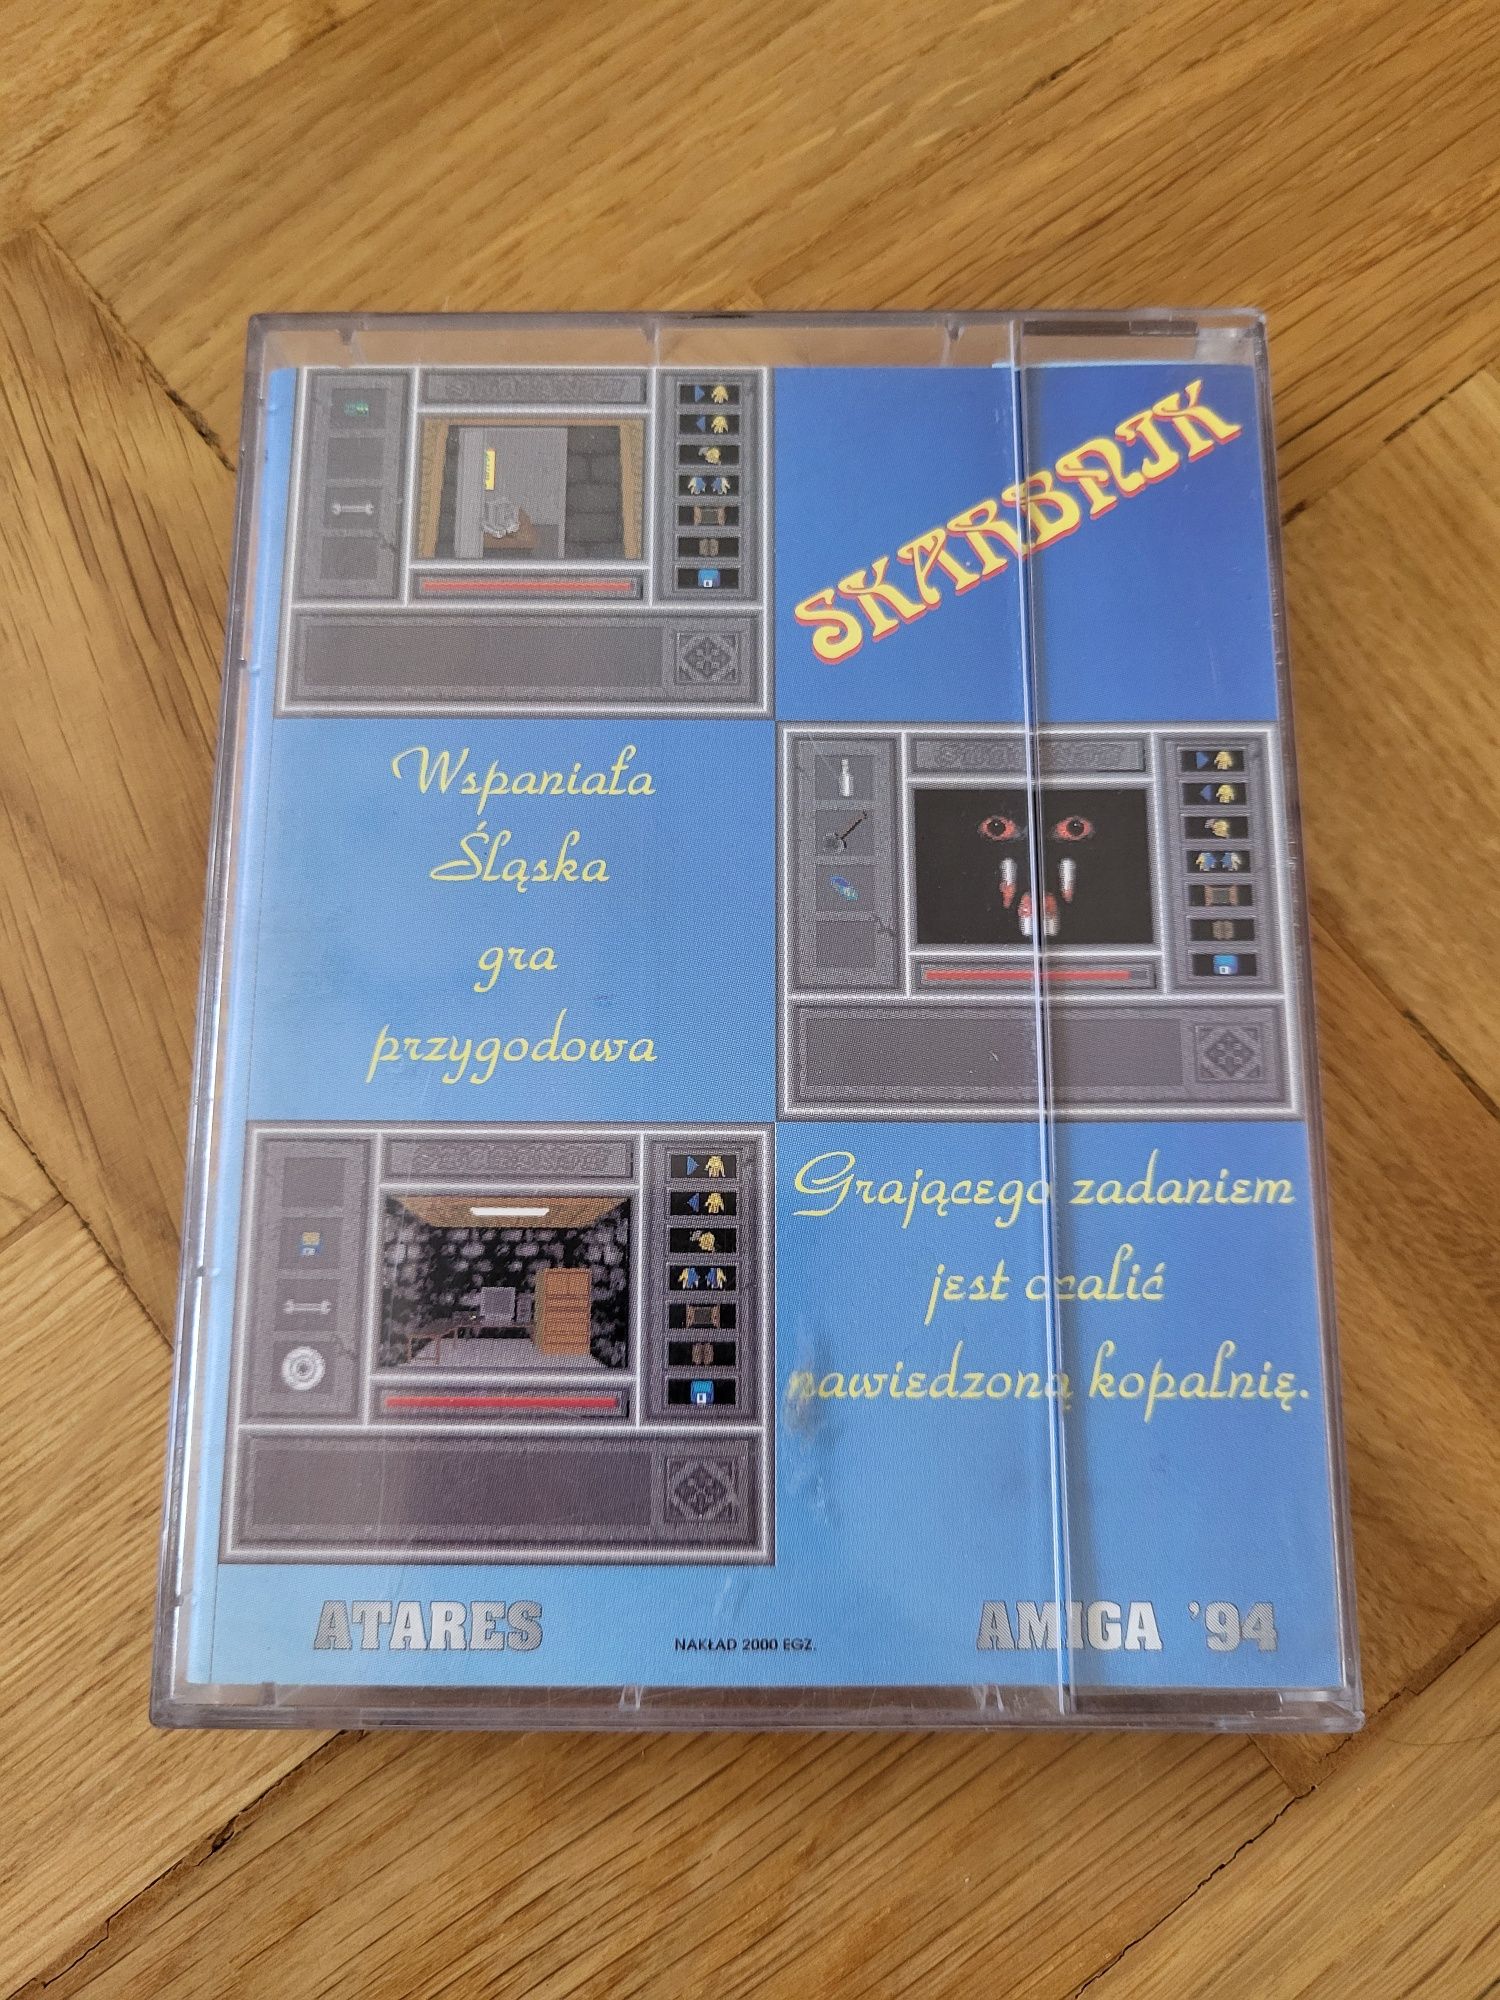 SKARBNIK
Wspaniała
Śląska
gra
przygodowa
Grającego zadaniem
jest ocalić
nawiedzoną kopalnię.
ATARES
NAKŁAD 2000 EGZ.
AMIGA '94